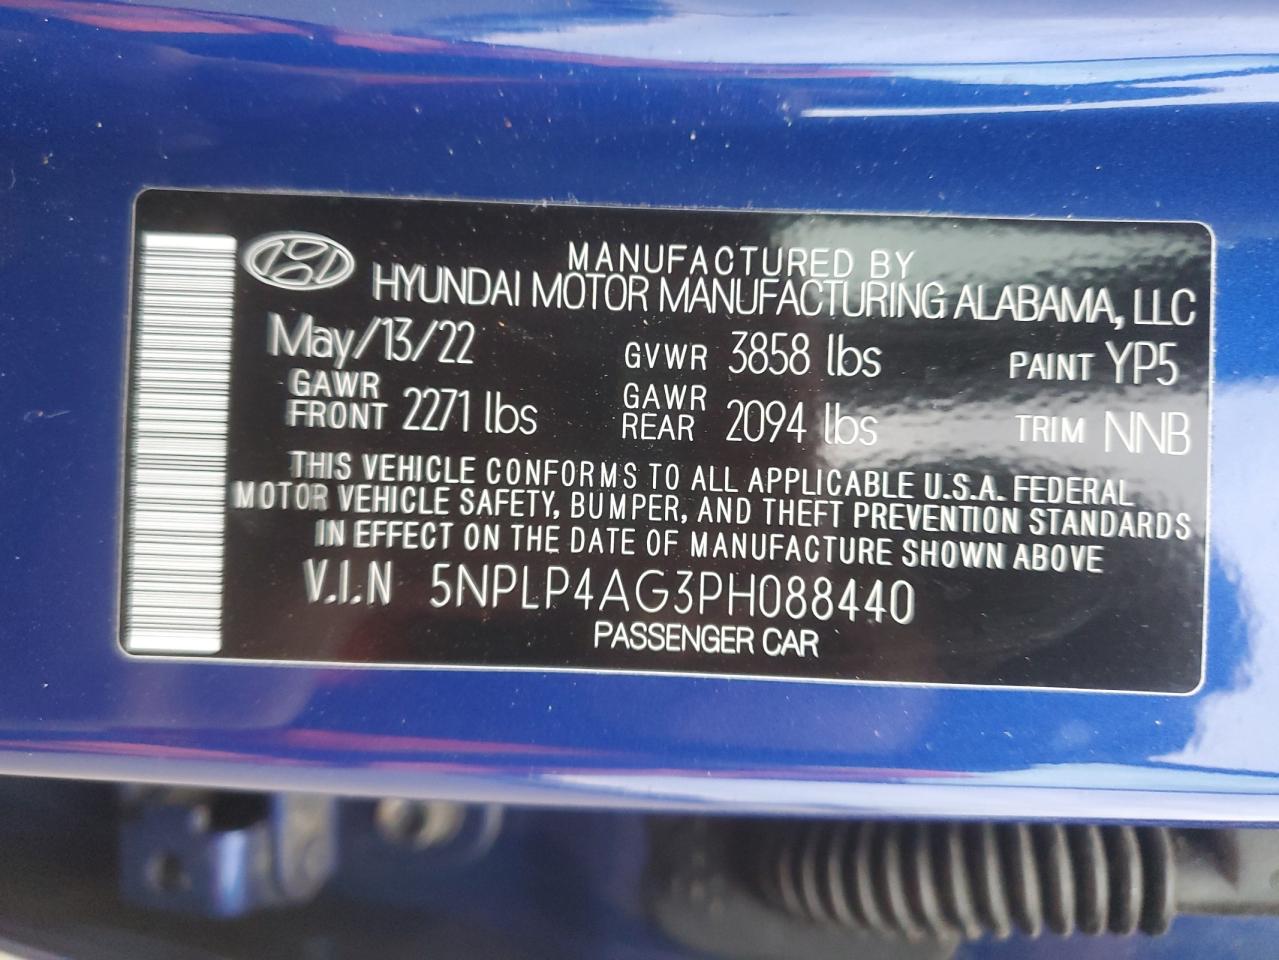 MANUFACTURED BY
HYUNDAI MOTOR MANUFACTURING ALABAMA, LLC
May/13/22 GVWR 3858 lbs PAINT YP5
GAWR FRONT 2271 lbs GAWR REAR 2094 lbs TRIM NNB
THIS VEHICLE CONFORMS TO ALL APPLICABLE U.S.A. FEDERAL
MOTOR VEHICLE SAFETY, BUMPER, AND THEFT PREVENTION STANDARDS
IN EFFECT ON THE DATE OF MANUFACTURE SHOWN ABOVE
V.I.N 5NPLP4AG3PH088440
PASSENGER CAR